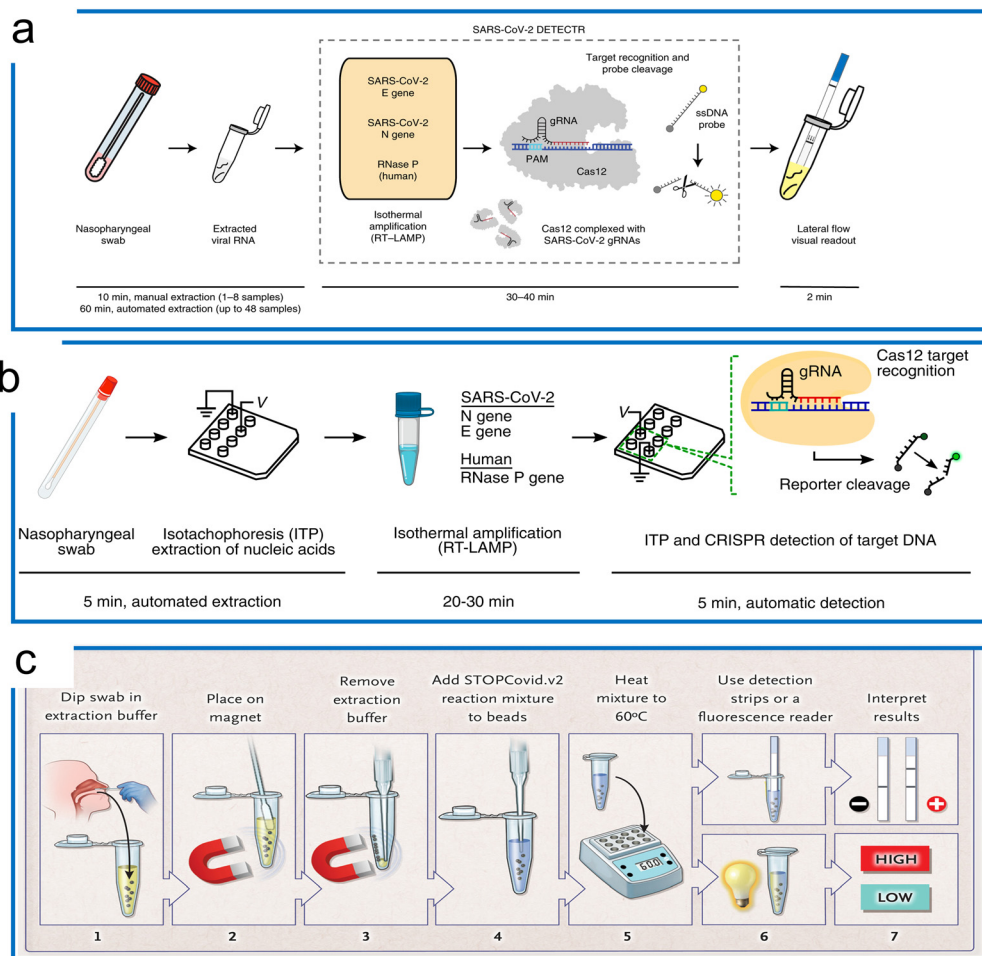 a
SARS-CoV-2 DETECTR
SARS-CoV-2
E gene
SARS-CoV-2
N gene
RNase P
(human)
Target recognition and
probe cleavage
gRNA
PAM
Cas12
ssDNA
probe
Nasopharyngeal
swab
Extracted
viral RNA
Isothermal
amplification
(RT–LAMP)
Cas12 complexed with
SARS-CoV-2 gRNAs
Lateral flow
visual readout
10 min, manual extraction (1–8 samples)
60 min, automated extraction (up to 48 samples)
30–40 min
2 min
b
V
SARS-CoV-2
N gene
E gene
Human
RNase P gene
V
gRNA
Cas12 target
recognition
Reporter cleavage
Nasopharyngeal
swab
Isotachophoresis (ITP)
extraction of nucleic acids
Isothermal amplification
(RT-LAMP)
ITP and CRISPR detection of target DNA
5 min, automated extraction
20-30 min
5 min, automatic detection
c
Dip swab in
extraction buffer
Place on
magnet
Remove
extraction
buffer
Add STOPCovid.v2
reaction mixture
to beads
Heat
mixture to
60ºC
Use detection
strips or a
fluorescence reader
Interpret
results
60.0
HIGH
LOW
1
2
3
4
5
6
7